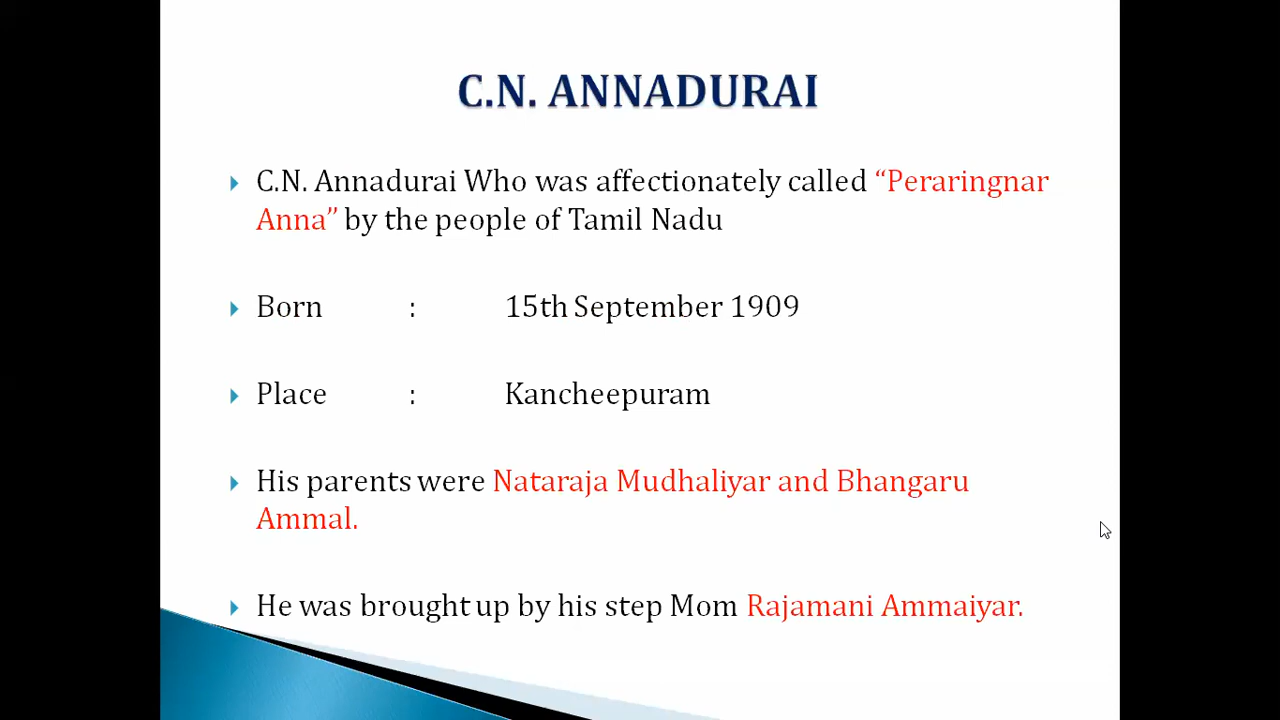 C.N. ANNADURAI
C.N. Annadurai Who was affectionately called “Peraringnar
Anna” by the people of Tamil Nadu
Born : 15th September 1909
Place : Kancheepuram
His parents were Nataraja Mudhaliyar and Bhangaru
Ammal.
He was brought up by his step Mom Rajamani Ammaiyar.